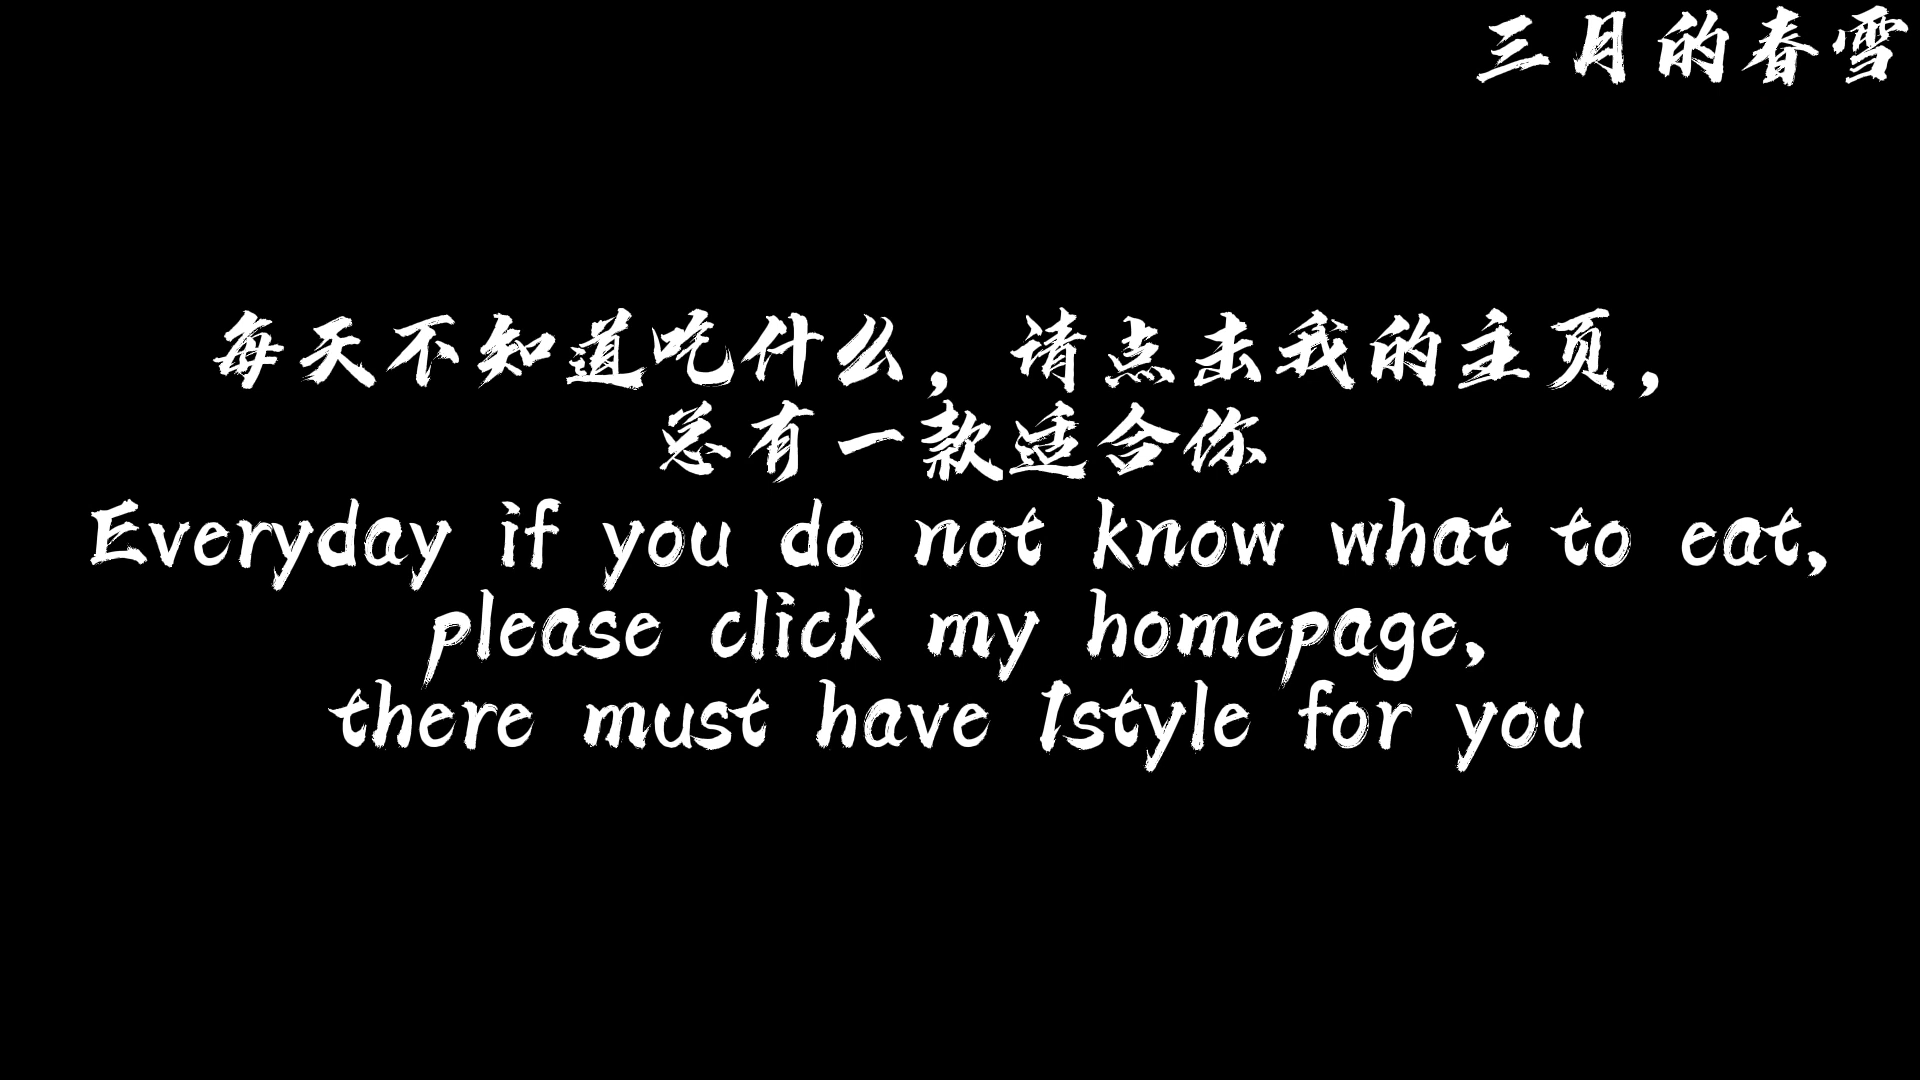 三月的春雪
每天不知道吃什么，请点击我的主页，
总有一款适合你
Everyday if you do not know what to eat,
please click my homepage,
there must have 1style for you